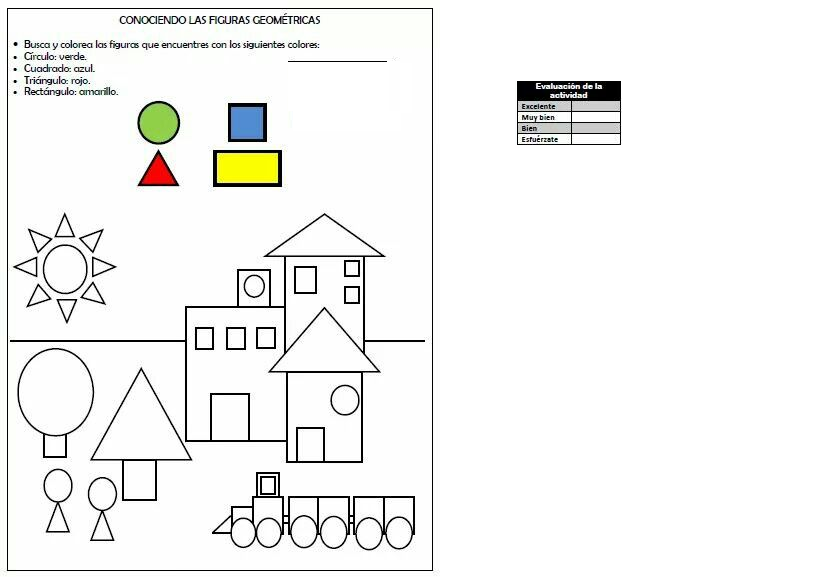 CONOCIENDO LAS FIGURAS GEOMÉTRICAS
• Busca y colorea las figuras que encuentres con los siguientes colores:
• Círculo: verde.
• Cuadrado: azul.
• Triángulo: rojo.
• Rectángulo: amarillo.
Evaluación de la
actividad
Excelente
Muy bien
Bien
Esfuérzate